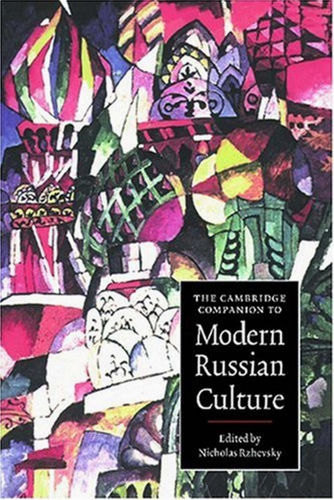 THE CAMBRIDGE
COMPANION TO
Modern
Russian
Culture
Edited by
Nicholas Rzhevsky